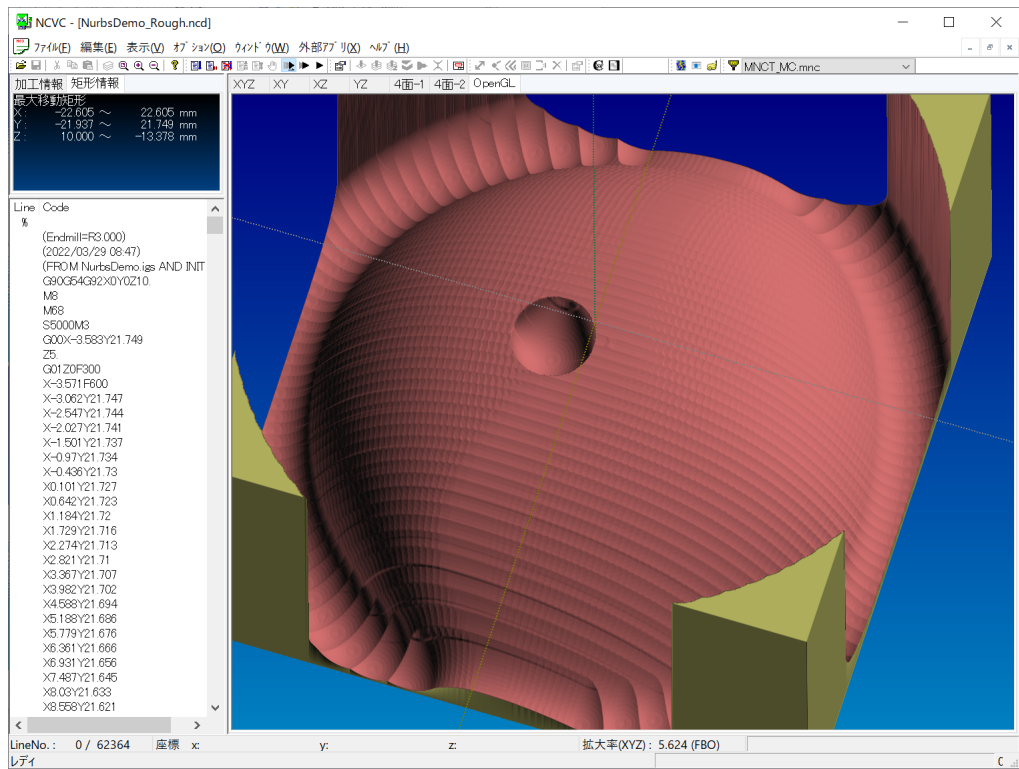 NCVC - [NurbsDemo_Rough.ncd]
ファイル(F) 編集(E) 表示(V) オプション(O) ウィンドウ(W) 外部アプリ(X) ヘルプ(H)
MNCT_MC.mnc
加工情報 矩形情報
XYZ XY XZ YZ 4面-1 4面-2 OpenGL
最大移動矩形
X: -22.605 ～ 22.605 mm
Y: -21.937 ～ 21.749 mm
Z: 10.000 ～ -13.378 mm
Line Code
%
(Endmill=R3.000)
(2022/03/29 08:47)
(FROM NurbsDemo.igs AND INIT
G90G54G92X0Y0Z10.
M8
M68
S5000M3
G00X-3.583Y21.749
Z5.
G01Z0F300
X-3.571F600
X-3.062Y21.747
X-2.547Y21.744
X-2.027Y21.741
X-1.501Y21.737
X-0.97Y21.734
X-0.436Y21.73
X0.101Y21.727
X0.642Y21.723
X1.184Y21.72
X1.729Y21.716
X2.274Y21.713
X2.821Y21.71
X3.367Y21.707
X3.982Y21.702
X4.588Y21.694
X5.188Y21.686
X5.779Y21.676
X6.361Y21.666
X6.931Y21.656
X7.487Y21.645
X8.03Y21.633
X8.558Y21.621
LineNo. : 0 / 62364 座標 x: y: z: 拡大率(XYZ) : 5.624 (FBO)
レディ C